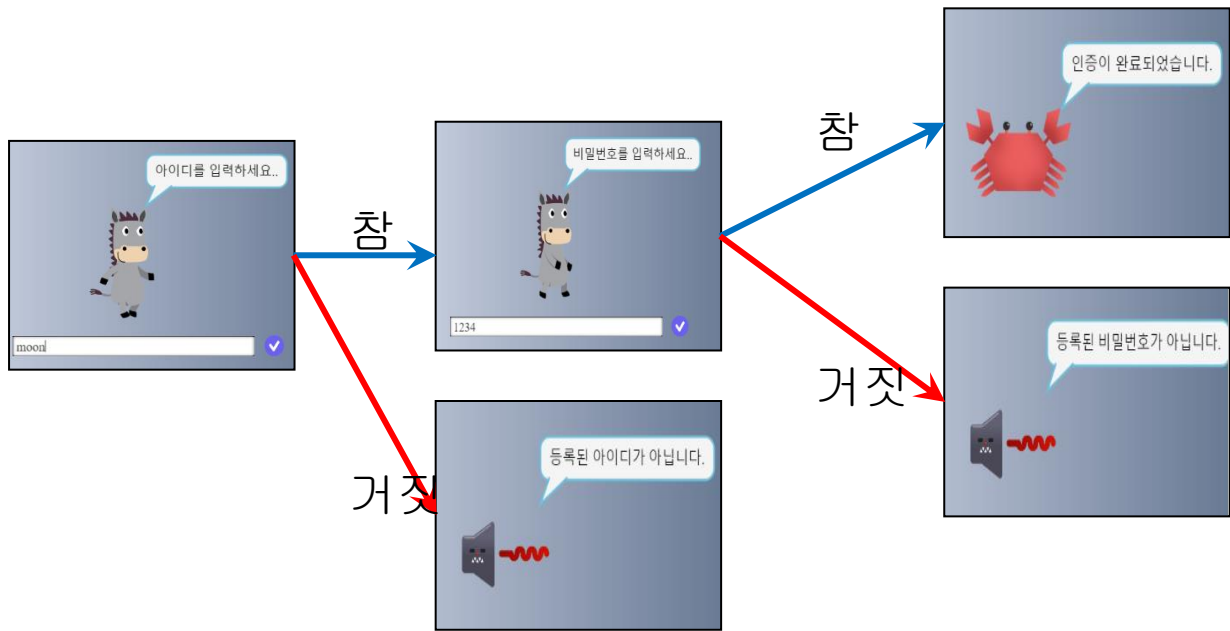 아이디를 입력하세요..
moon
참
거짓
비밀번호를 입력하세요..
1234
등록된 아이디가 아닙니다.
참
거짓
인증이 완료되었습니다.
등록된 비밀번호가 아닙니다.